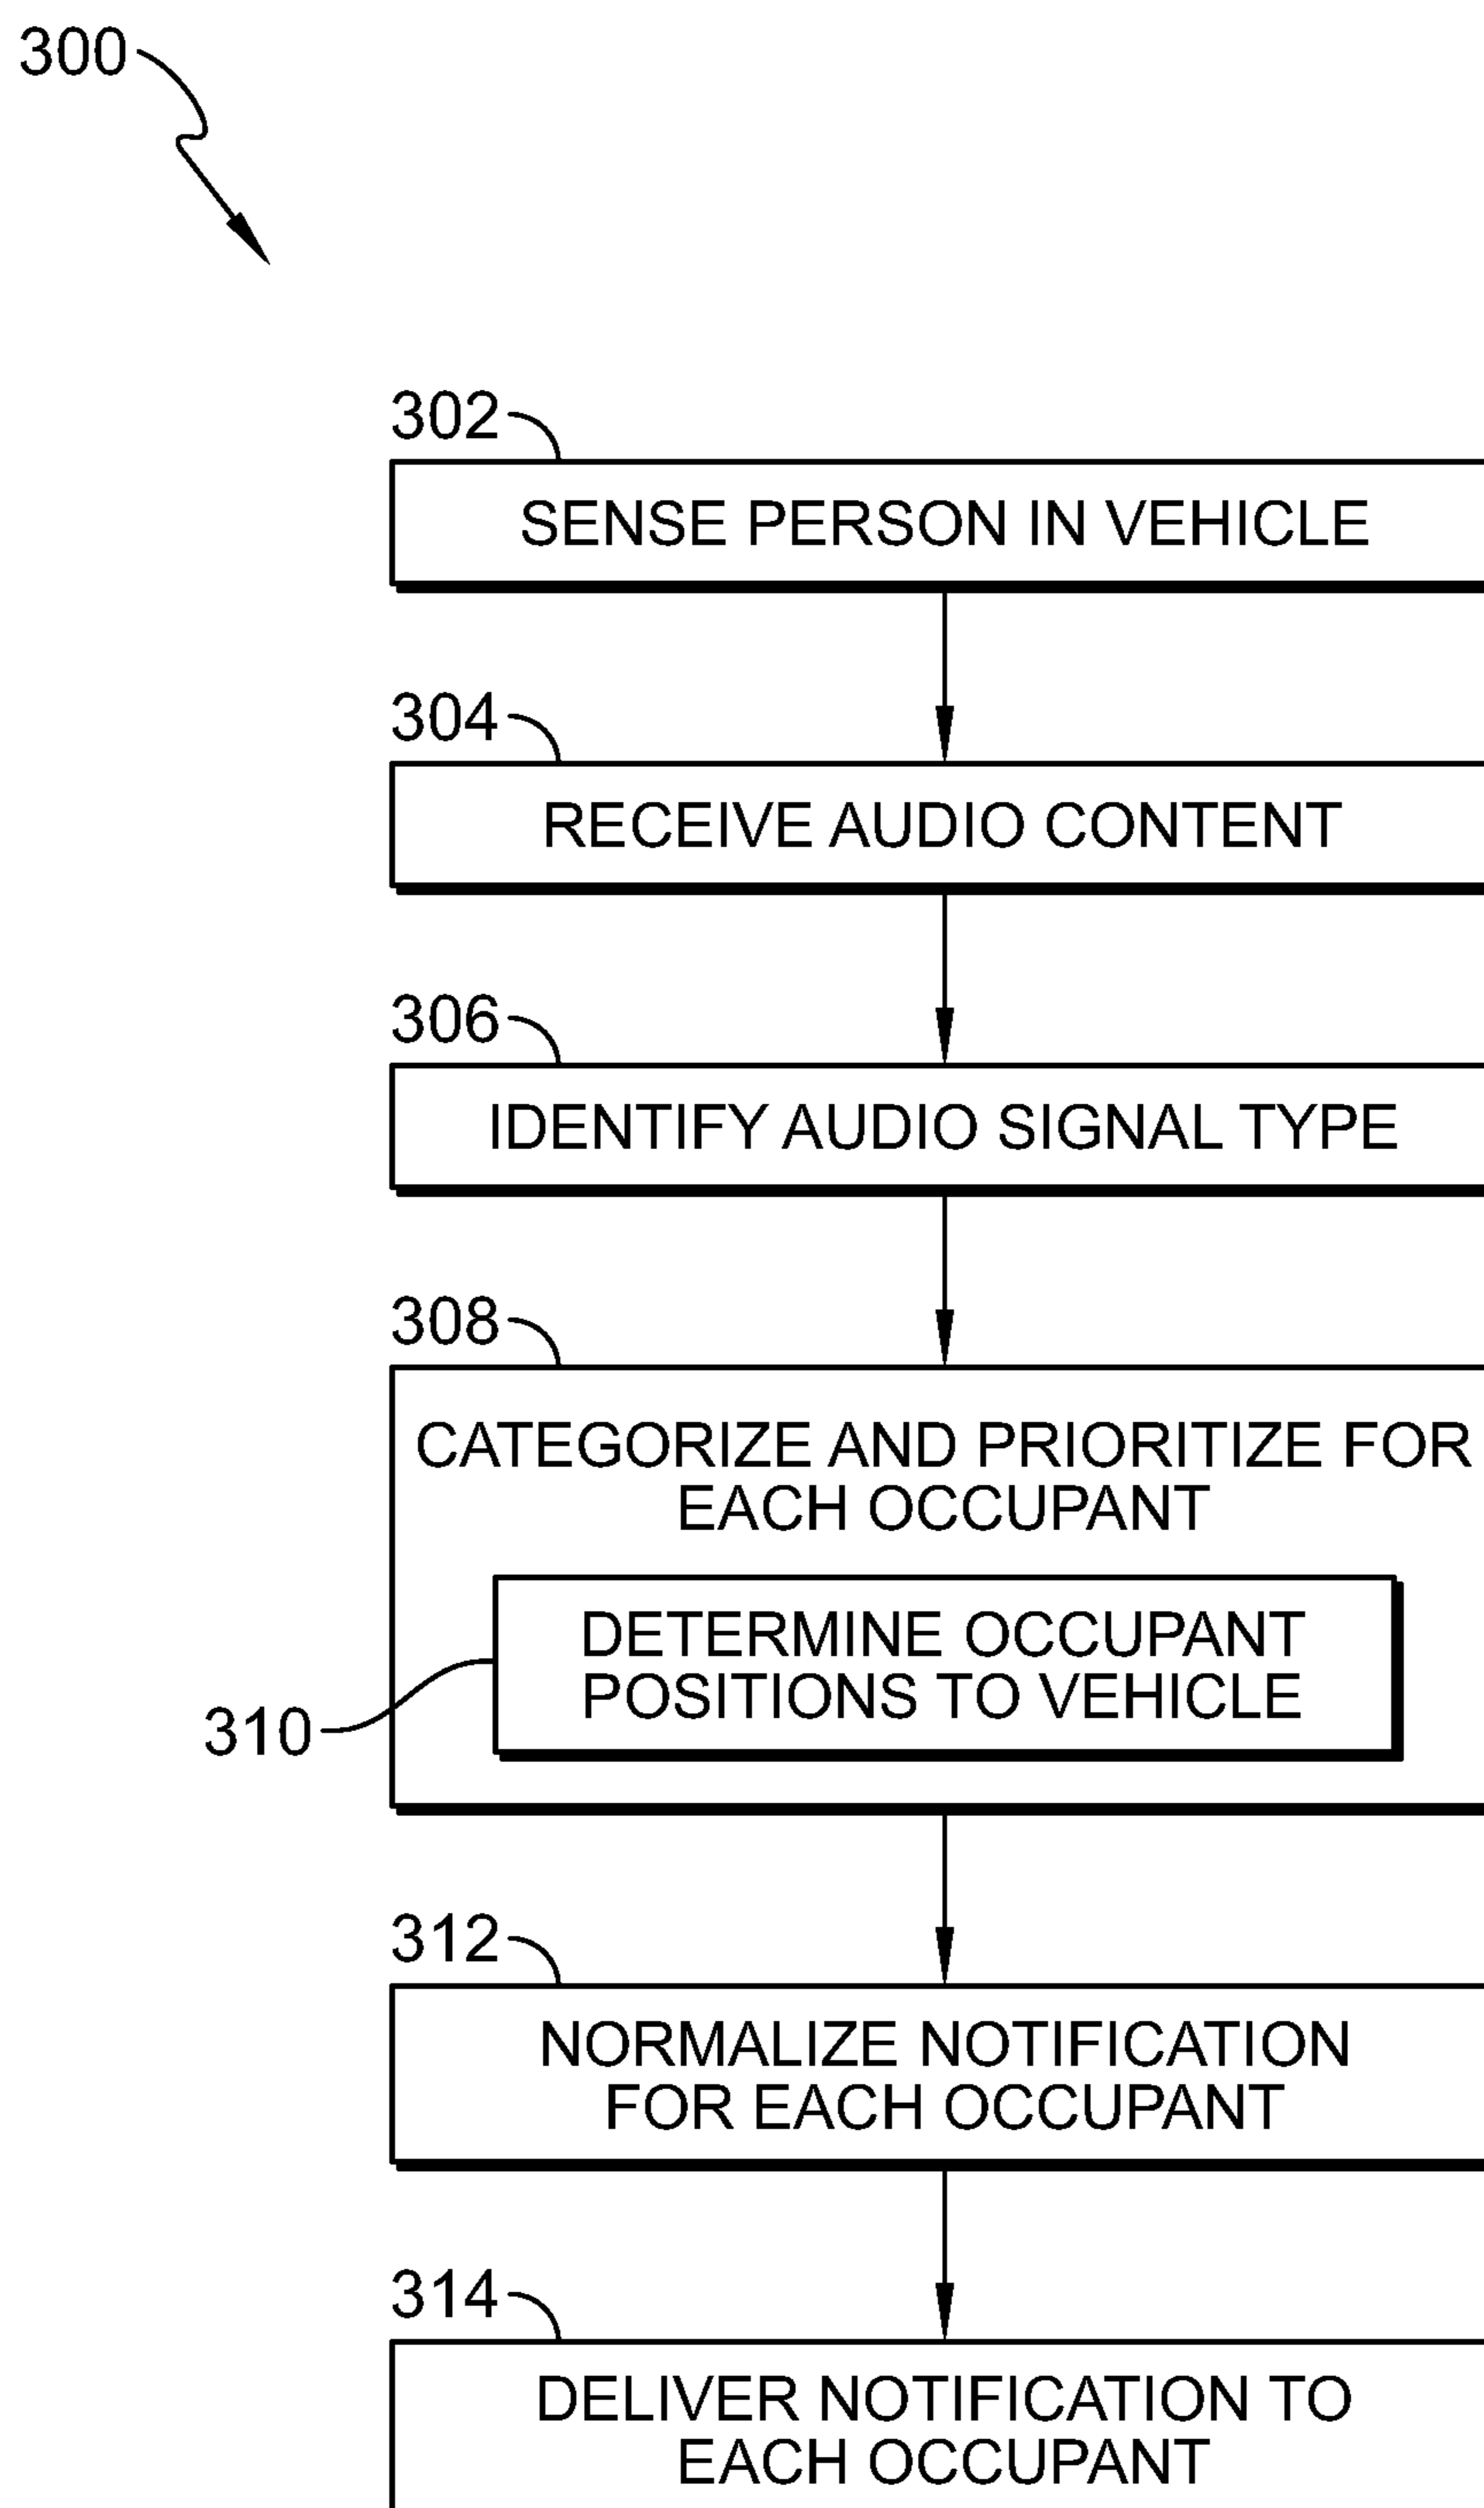 300
302
SENSE PERSON IN VEHICLE
304
RECEIVE AUDIO CONTENT
306
IDENTIFY AUDIO SIGNAL TYPE
308
CATEGORIZE AND PRIORITIZE FOR
EACH OCCUPANT
DETERMINE OCCUPANT
POSITIONS TO VEHICLE
310
312
NORMALIZE NOTIFICATION
FOR EACH OCCUPANT
314
DELIVER NOTIFICATION TO
EACH OCCUPANT